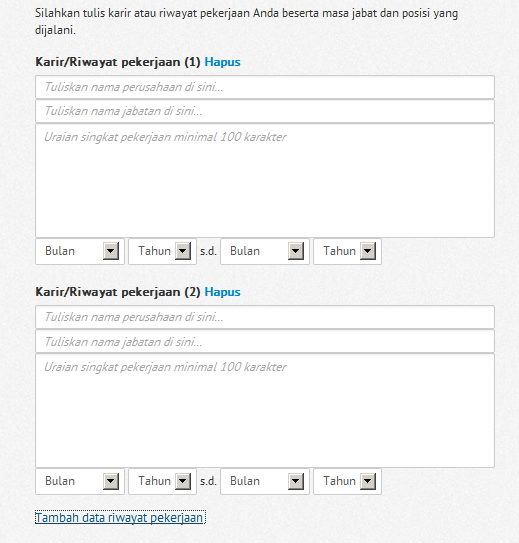 Silahkan tulis karir atau riwayat pekerjaan Anda beserta masa jabat dan posisi yang
dijalani.
Karir/Riwayat pekerjaan (1) Hapus
Tuliskan nama perusahaan di sini...
Tuliskan nama jabatan di sini...
Uraian singkat pekerjaan minimal 100 karakter
Bulan Tahun s.d. Bulan Tahun
Karir/Riwayat pekerjaan (2) Hapus
Tuliskan nama perusahaan di sini...
Tuliskan nama jabatan di sini...
Uraian singkat pekerjaan minimal 100 karakter
Bulan Tahun s.d. Bulan Tahun
Tambah data riwayat pekerjaan